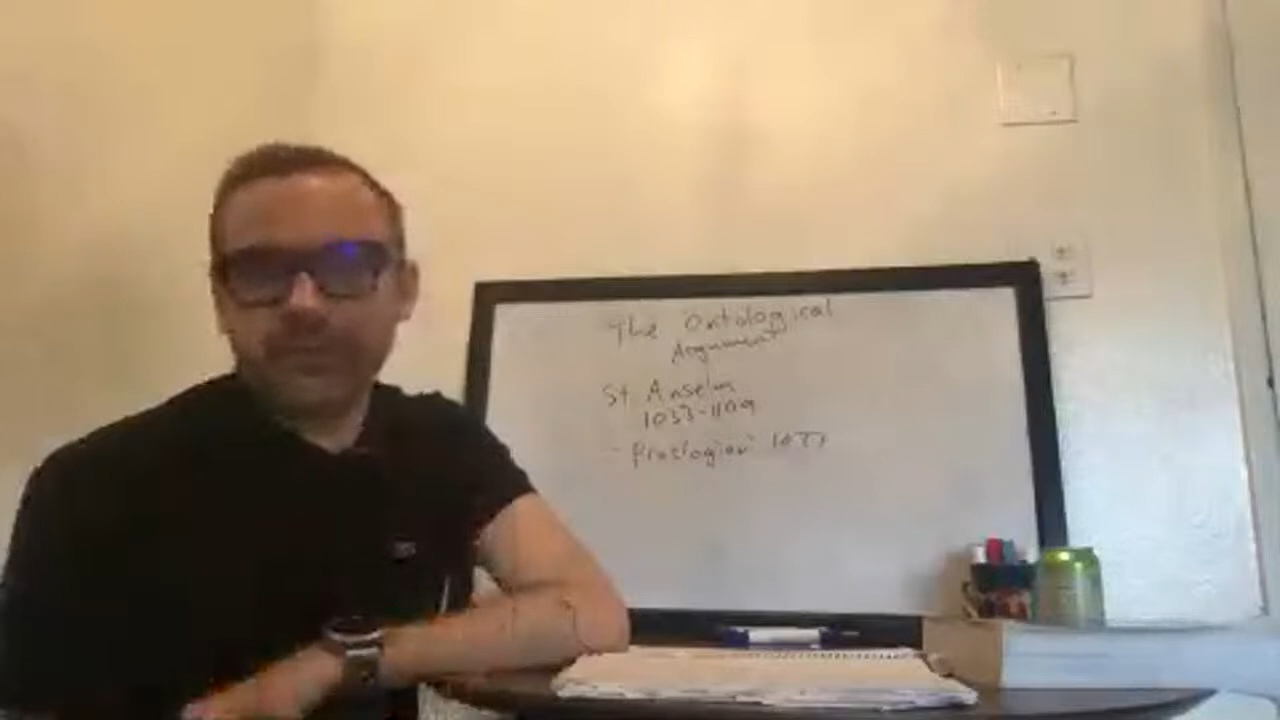 The Ontological
Argument
St Anselm
1033-1109
- Proslogion 1077